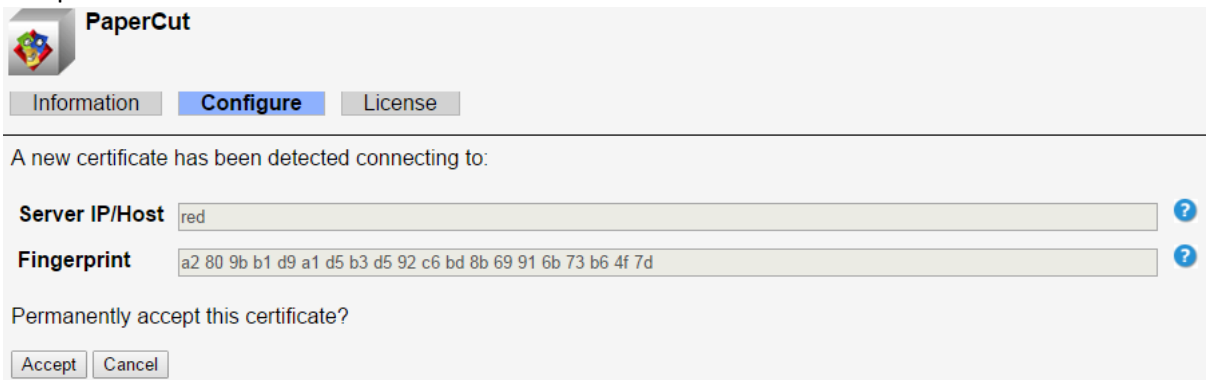 PaperCut
Information Configure License
A new certificate has been detected connecting to:
Server IP/Host red ?
Fingerprint a2 80 9b b1 d9 a1 d5 b3 d5 92 c6 bd 8b 69 91 6b 73 b6 4f 7d ?
Permanently accept this certificate?
Accept Cancel